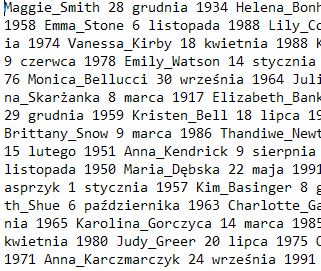 Maggie_Smith 28 grudnia 1934 Helena_Bonh
1958 Emma_Stone 6 listopada 1988 Lily_Co
ia 1974 Vanessa_Kirby 18 kwietnia 1988 K
9 czerwca 1978 Emily_Watson 14 stycznia
76 Monica_Bellucci 30 września 1964 Juli
na_Skarżanka 8 marca 1917 Elizabeth_Bank
29 grudnia 1959 Kristen_Bell 18 lipca 19
Brittany_Snow 9 marca 1986 Thandiwe_Newt
15 lutego 1951 Anna_Kendrick 9 sierpnia
listopada 1950 Maria_Dębska 22 maja 1991
asprzyk 1 stycznia 1957 Kim_Basinger 8 g
th_Shue 6 października 1963 Charlotte_Ga
nia 1965 Karolina_Gorczyca 14 marca 1985
kwietnia 1980 Judy_Greer 20 lipca 1975 C
1971 Anna_Karczmarczyk 24 września 1991